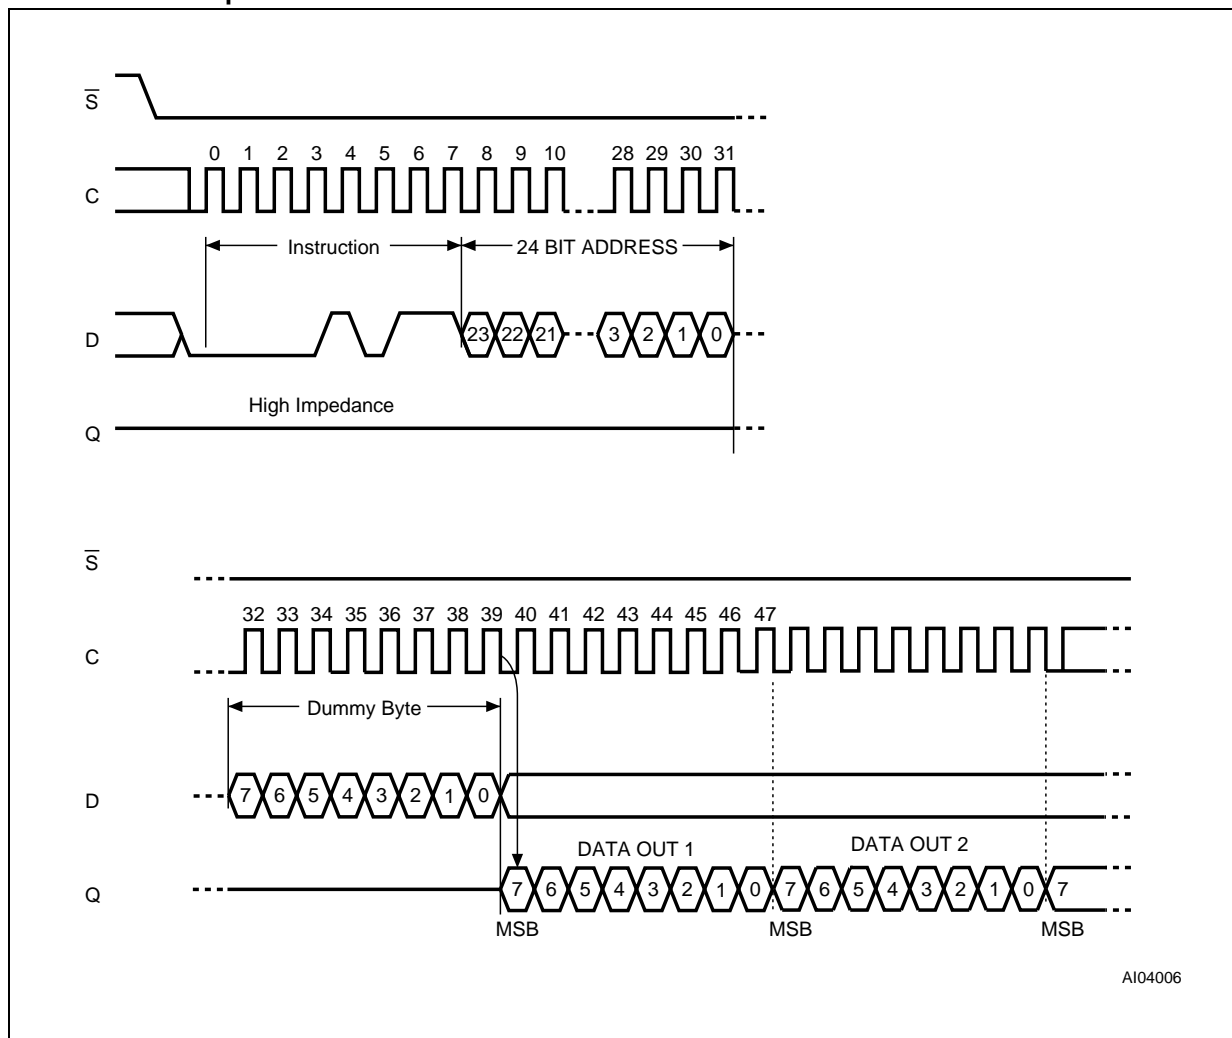 S
0 1 2 3 4 5 6 7 8 9 10 28 29 30 31
C
Instruction 24 BIT ADDRESS
D 23 22 21 3 2 1 0
High Impedance
Q
S
32 33 34 35 36 37 38 39 40 41 42 43 44 45 46 47
C
Dummy Byte
D 7 6 5 4 3 2 1 0
DATA OUT 1 DATA OUT 2
Q 7 6 5 4 3 2 1 0 7 6 5 4 3 2 1 0 7
MSB MSB MSB
AI04006